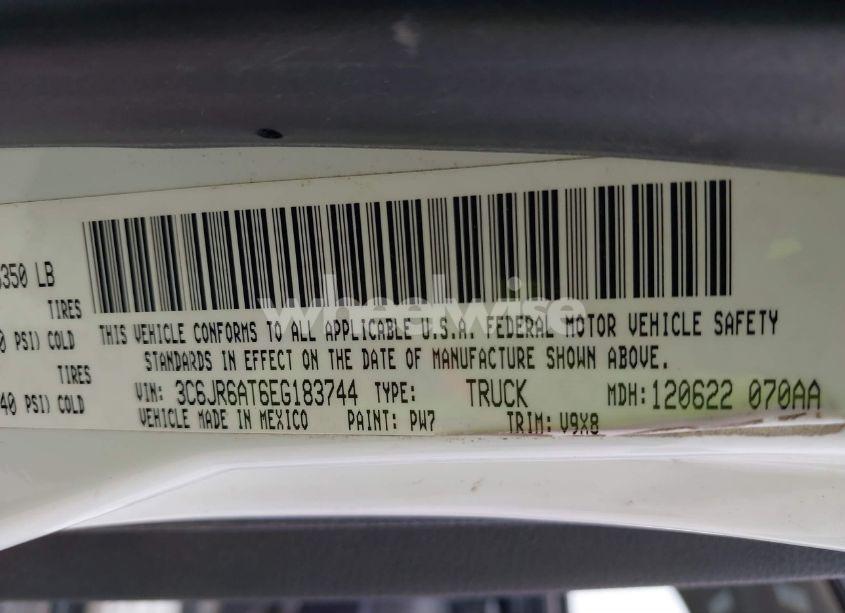 350 LB
TIRES
0 PSI) COLD
TIRES
40 PSI) COLD
wheelwise
THIS VEHICLE CONFORMS TO ALL APPLICABLE U.S.A. FEDERAL MOTOR VEHICLE SAFETY
STANDARDS IN EFFECT ON THE DATE OF MANUFACTURE SHOWN ABOVE.
VIN: 3C6JR6AT6EG183744 TYPE: TRUCK MDH: 120622 070AA
VEHICLE MADE IN MEXICO PAINT: PW7 TRIM: V9X8